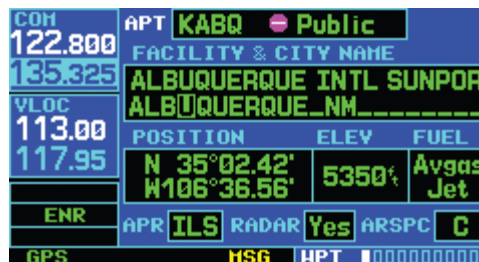 COM
122.800
135.325
VLOC
113.00
117.95
ENR
GPS
APT KABQ Public
FACILITY & CITY NAME
ALBUQUERQUE INTL SUNPOR
ALBUQUERQUE_NM_________
POSITION ELEV FUEL
N 35°02.42' 5350ft Avgas
W106°36.56' Jet
APR ILS RADAR Yes ARSPC C
MSG WPT